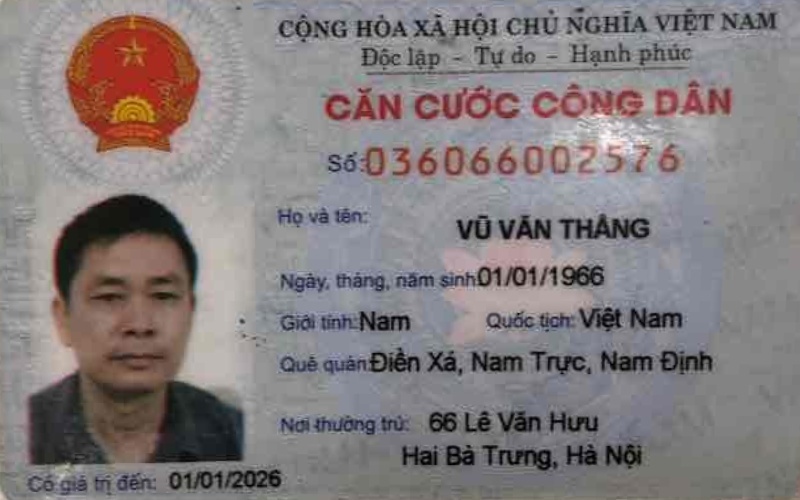 CỘNG HÒA XÃ HỘI CHỦ NGHĨA VIỆT NAM
Độc lập - Tự do - Hạnh phúc
CĂN CƯỚC CÔNG DÂN
Số: 036066002576
Họ và tên: VŨ VĂN THẮNG
Ngày, tháng, năm sinh: 01/01/1966
Giới tính: Nam Quốc tịch: Việt Nam
Quê quán: Điền Xá, Nam Trực, Nam Định
Nơi thường trú: 66 Lê Văn Hưu
Hai Bà Trưng, Hà Nội
Có giá trị đến: 01/01/2026